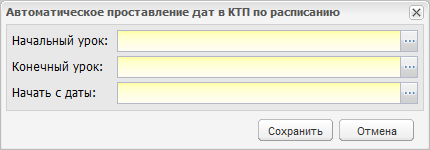 Автоматическое проставление дат в КТП по расписанию
Начальный урок:
Конечный урок:
Начать с даты:
Сохранить Отмена